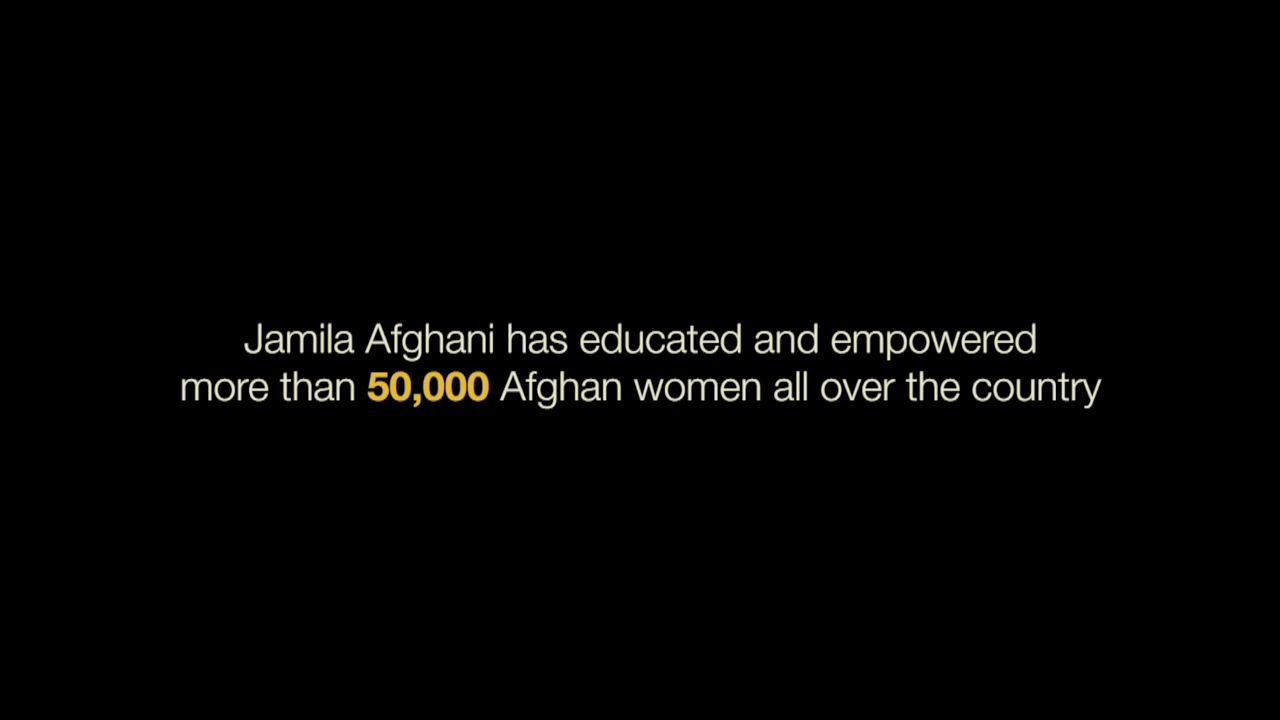 Jamila Afghani has educated and empowered
more than 50,000 Afghan women all over the country